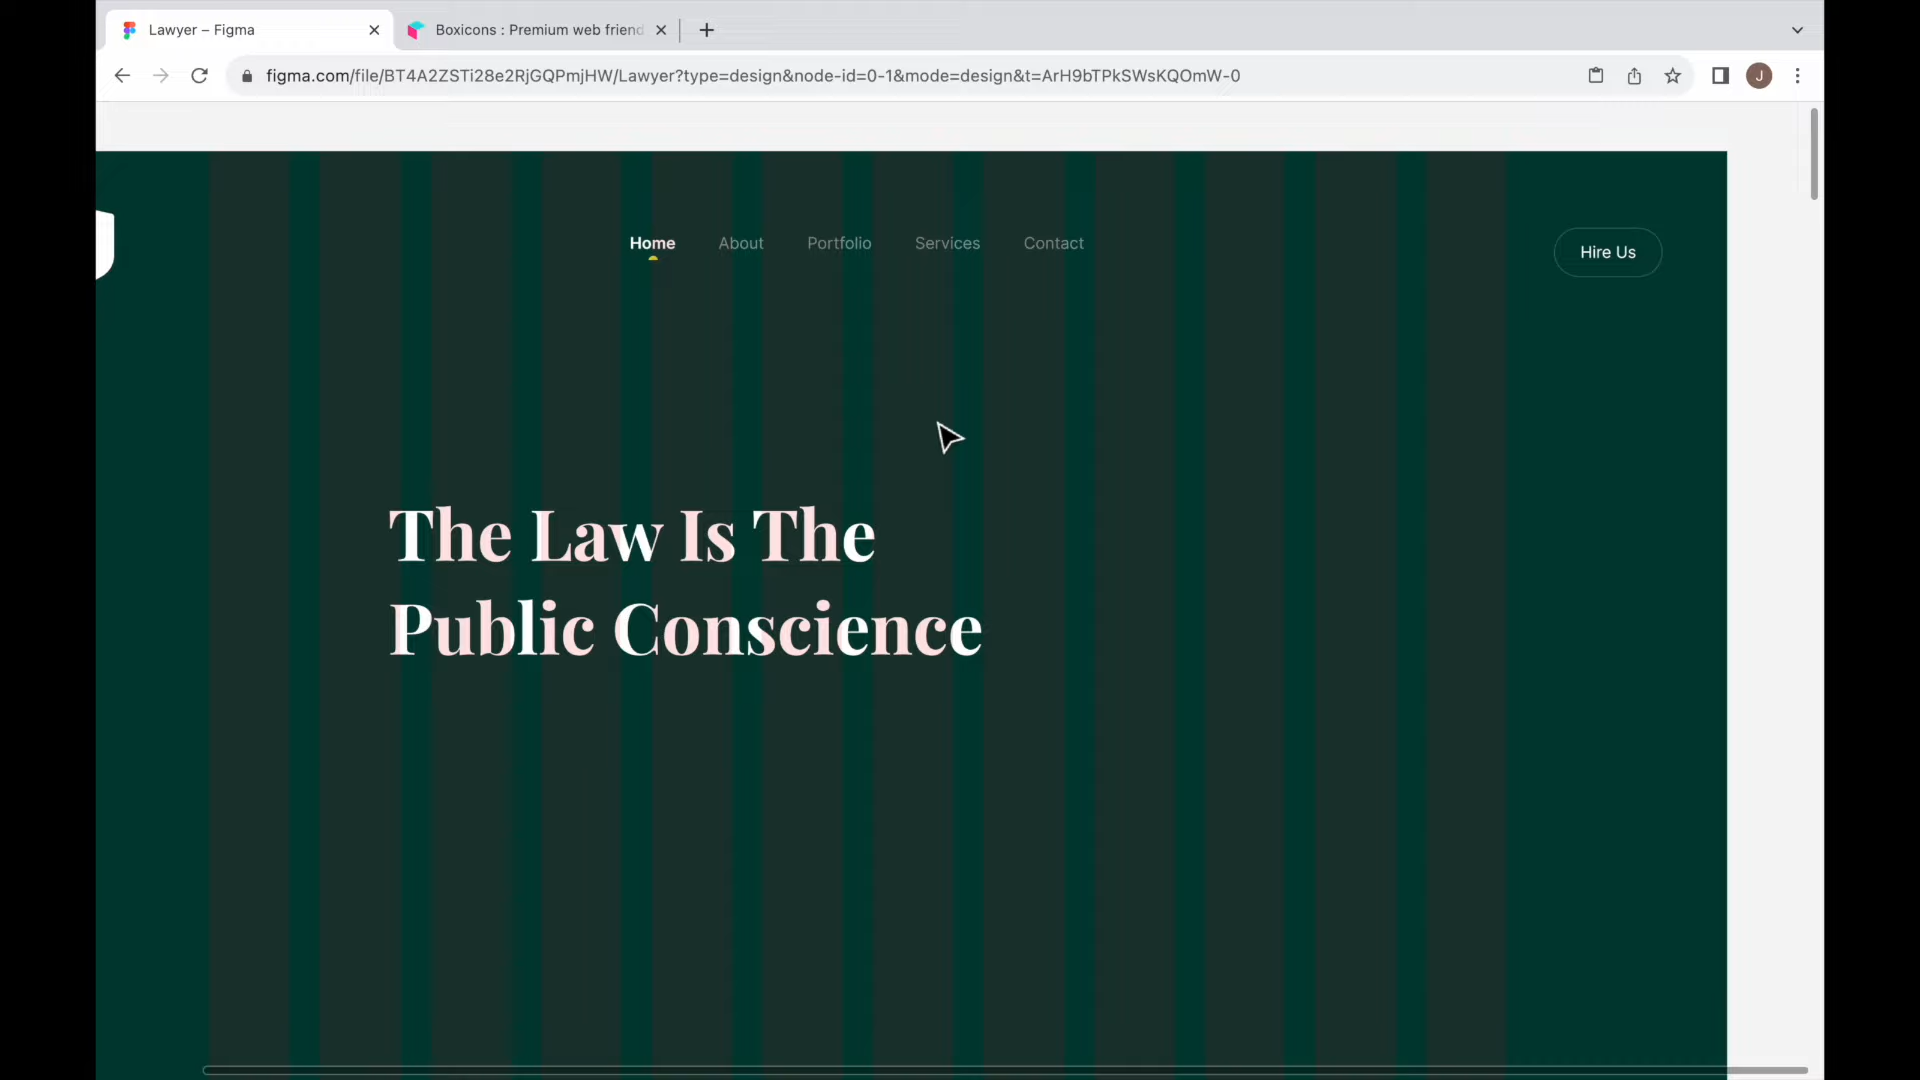 Lawyer – Figma
Boxicons : Premium web friend
figma.com/file/BT4A2ZSTi28e2RjGQPmjHW/Lawyer?type=design&node-id=0-1&mode=design&t=ArH9bTPkSWsKQOmW-0
J
Home About Portfolio Services Contact
Hire Us
The Law Is The
Public Conscience